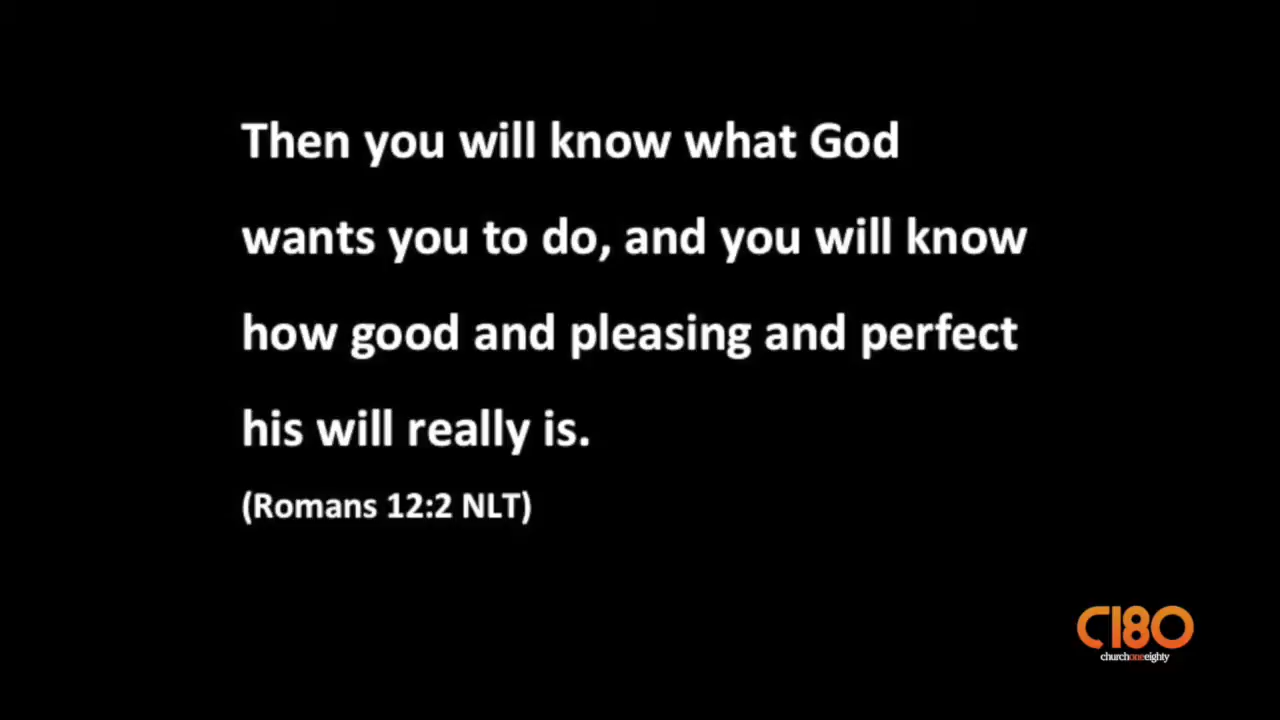 Then you will know what God
wants you to do, and you will know
how good and pleasing and perfect
his will really is.
(Romans 12:2 NLT)
C180
churchoneeighty